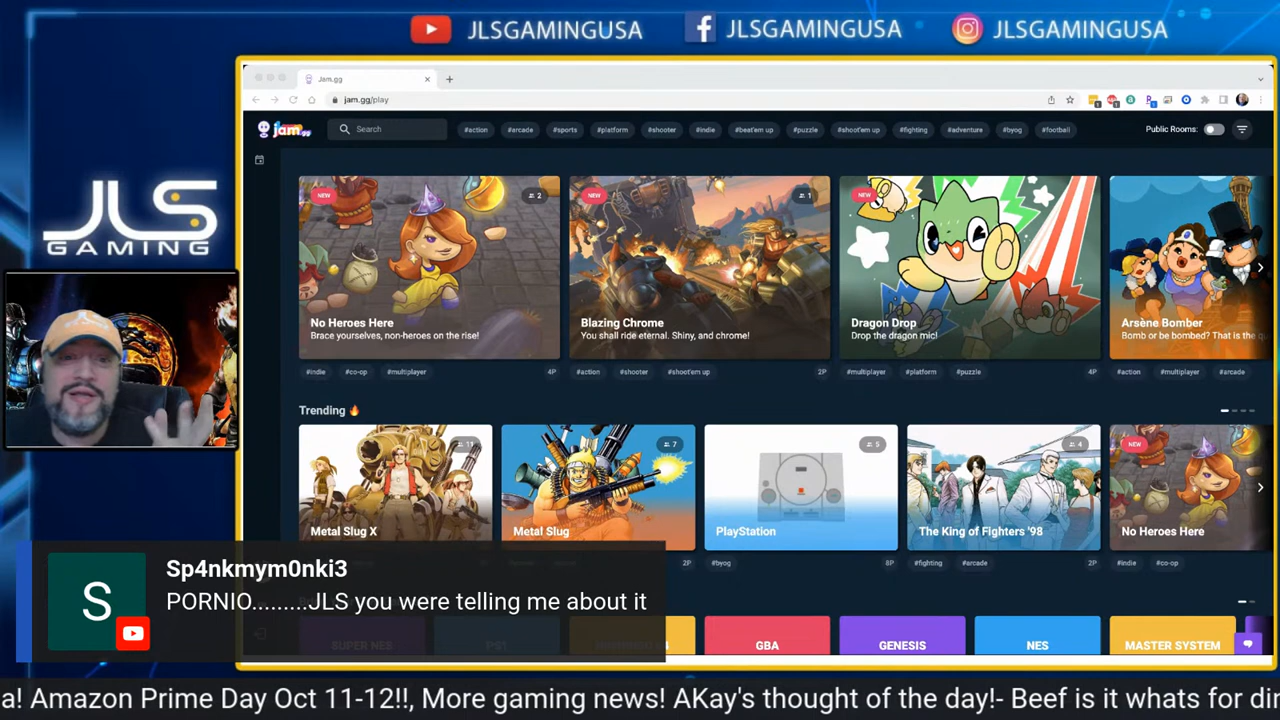 JLSGAMINGUSA
JLSGAMINGUSA
JLSGAMINGUSA
JLS
GAMING
Jam.gg
jam.gg/play
jam.gg
Search
#action
#arcade
#sports
#platform
#shooter
#indie
#beat'em up
#puzzle
#shoot'em up
#fighting
#adventure
#byog
#football
Public Rooms:
NEW
2
No Heroes Here
Brace yourselves, non-heroes on the rise!
#indie
#co-op
#multiplayer
4P
NEW
1
Blazing Chrome
You shall ride eternal. Shiny, and chrome!
#action
#shooter
#shoot'em up
2P
NEW
Dragon Drop
Drop the dragon mic!
#multiplayer
#platform
#puzzle
4P
Arsène Bomber
Bomb or be bombed? That is the qu
#action
#multiplayer
#arcade
Trending
11
Metal Slug X
7
Metal Slug
2P
5
PlayStation
#byog
8P
4
The King of Fighters '98
#fighting
#arcade
2P
NEW
No Heroes Here
#indie
#co-op
SUPER NES
PS1
GBA
GENESIS
NES
MASTER SYSTEM
S
Sp4nkmym0nki3
PORNIO.........JLS you were telling me about it
a! Amazon Prime Day Oct 11-12!!, More gaming news! AKay's thought of the day!- Beef is it whats for din